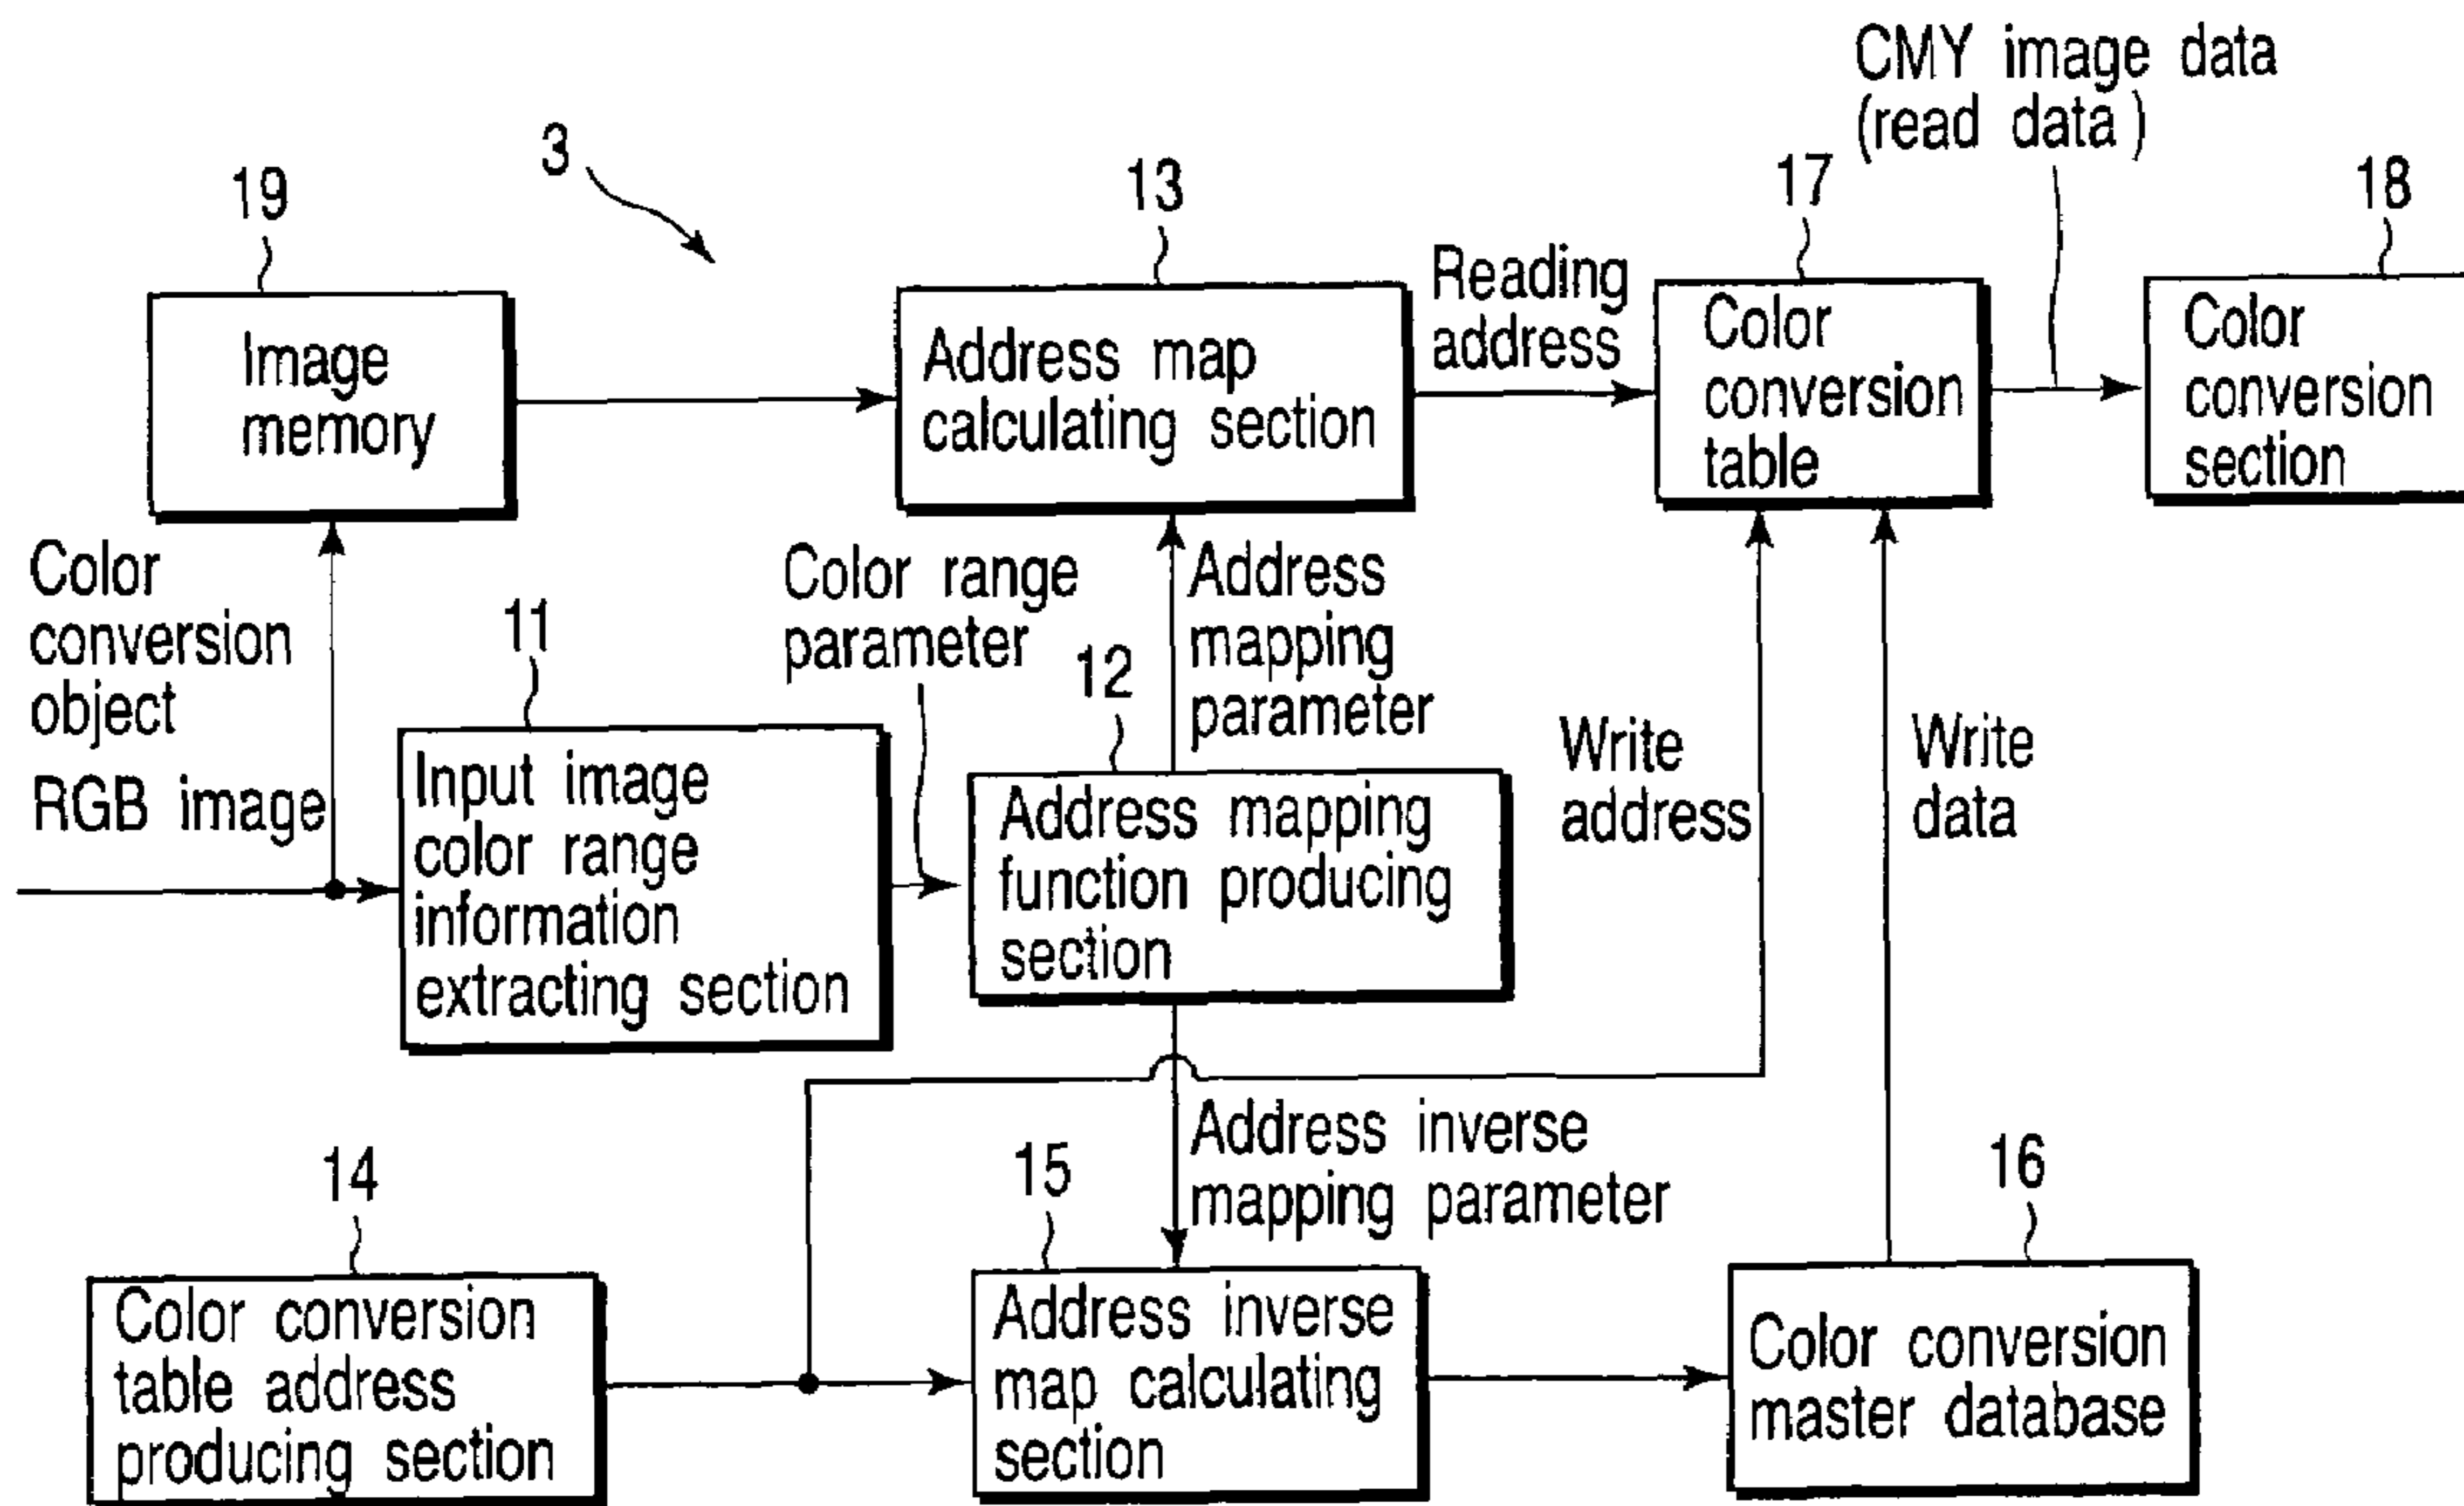 CMY image data
(read data)
3
19
13
17
18
Image
memory
Address map
calculating section
Reading
address
Color
conversion
table
Color
conversion
section
Color
conversion
object
RGB image
11
Color range
parameter
12
Address
mapping
parameter
Input image
color range
information
extracting section
Address mapping
function producing
section
Write
address
Write
data
14
15
Address inverse
mapping parameter
16
Color conversion
table address
producing section
Address inverse
map calculating
section
Color conversion
master database